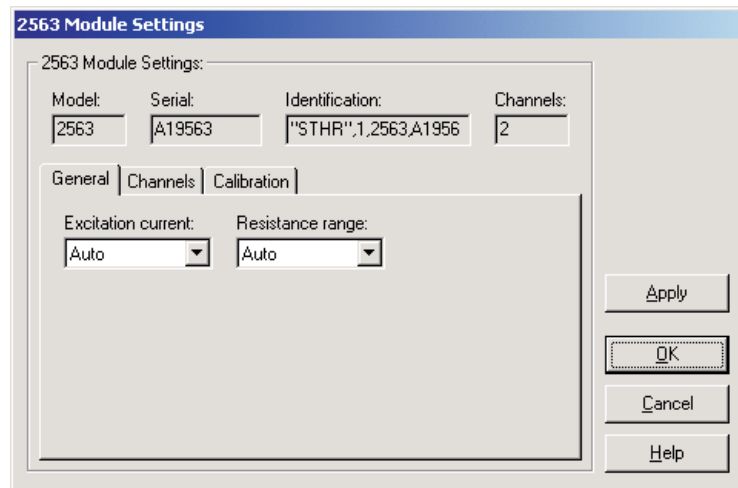 2563 Module Settings
2563 Module Settings:
Model: Serial: Identification: Channels:
2563 A19563 "STHR",1,2563,A1956 2
General Channels Calibration
Excitation current: Resistance range:
Auto Auto
Apply
OK
Cancel
Help